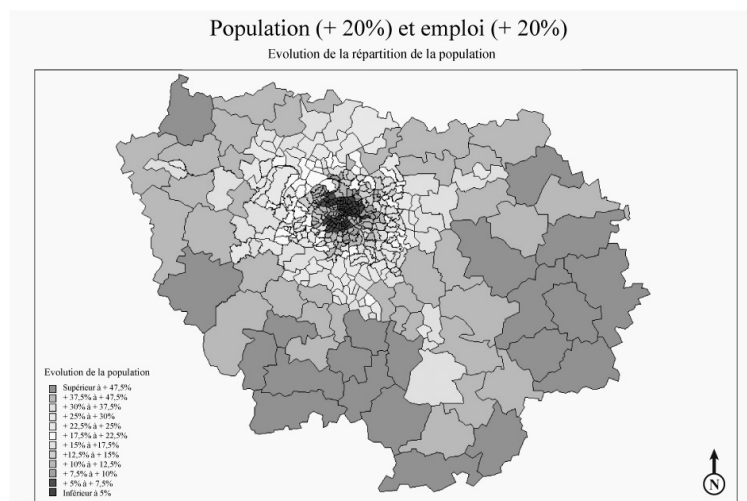 Population (+ 20%) et emploi (+ 20%)
Evolution de la répartition de la population
Evolution de la population
Supérieur à + 47,5%
+ 37,5% à + 47,5%
+ 30% à + 37,5%
+ 25% à + 30%
+ 22,5% à + 25%
+ 17,5% à + 22,5%
+ 15% à +17,5%
+12,5% à + 15%
+ 10% à + 12,5%
+ 7,5% à + 10%
+ 5% à + 7,5%
Inférieur à 5%
N